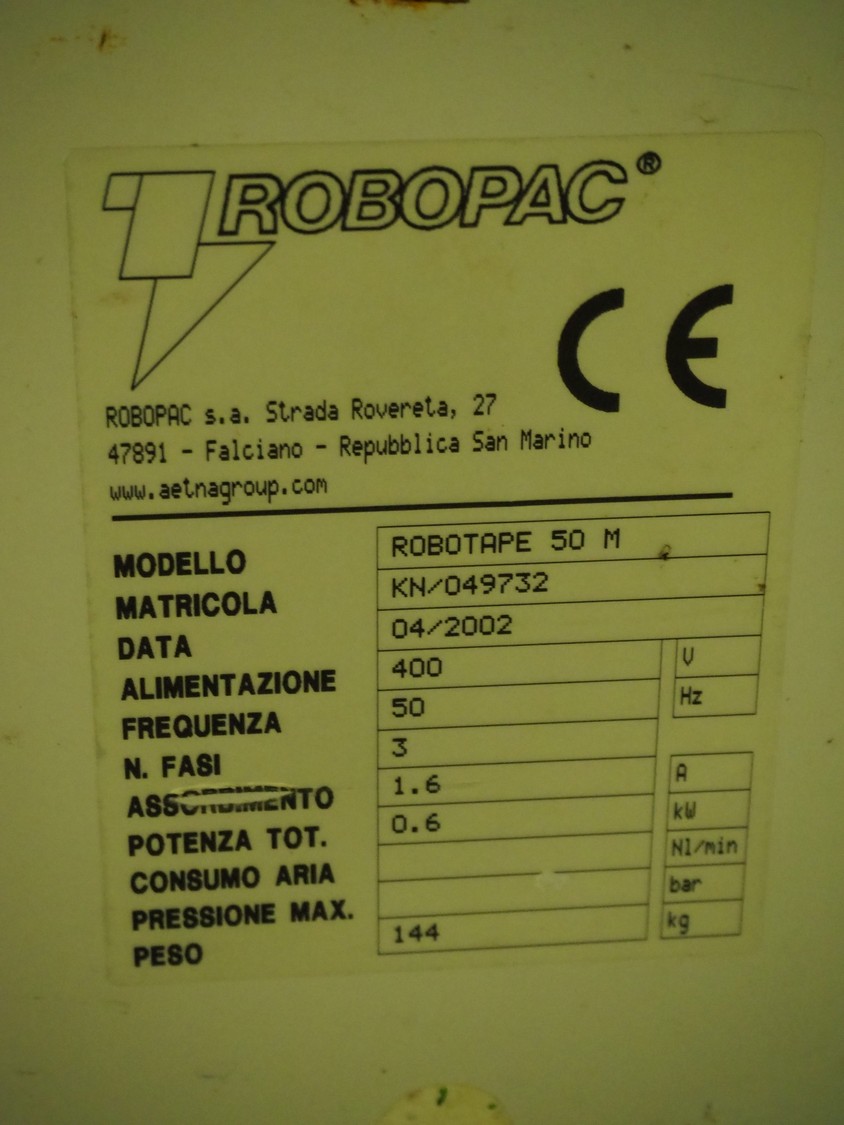 ROBOPAC®
CE
ROBOPAC s.a. Strada Rovereta, 27
47891 - Falciano - Repubblica San Marino
www.aetnagroup.com
MODELLO ROBOTAPE 50 M
MATRICOLA KN/049732
DATA 04/2002
ALIMENTAZIONE 400 V
FREQUENZA 50 Hz
N. FASI 3
ASSORBIMENTO 1.6 A
POTENZA TOT. 0.6 kW
CONSUMO ARIA Nl/min
PRESSIONE MAX. bar
PESO 144 kg